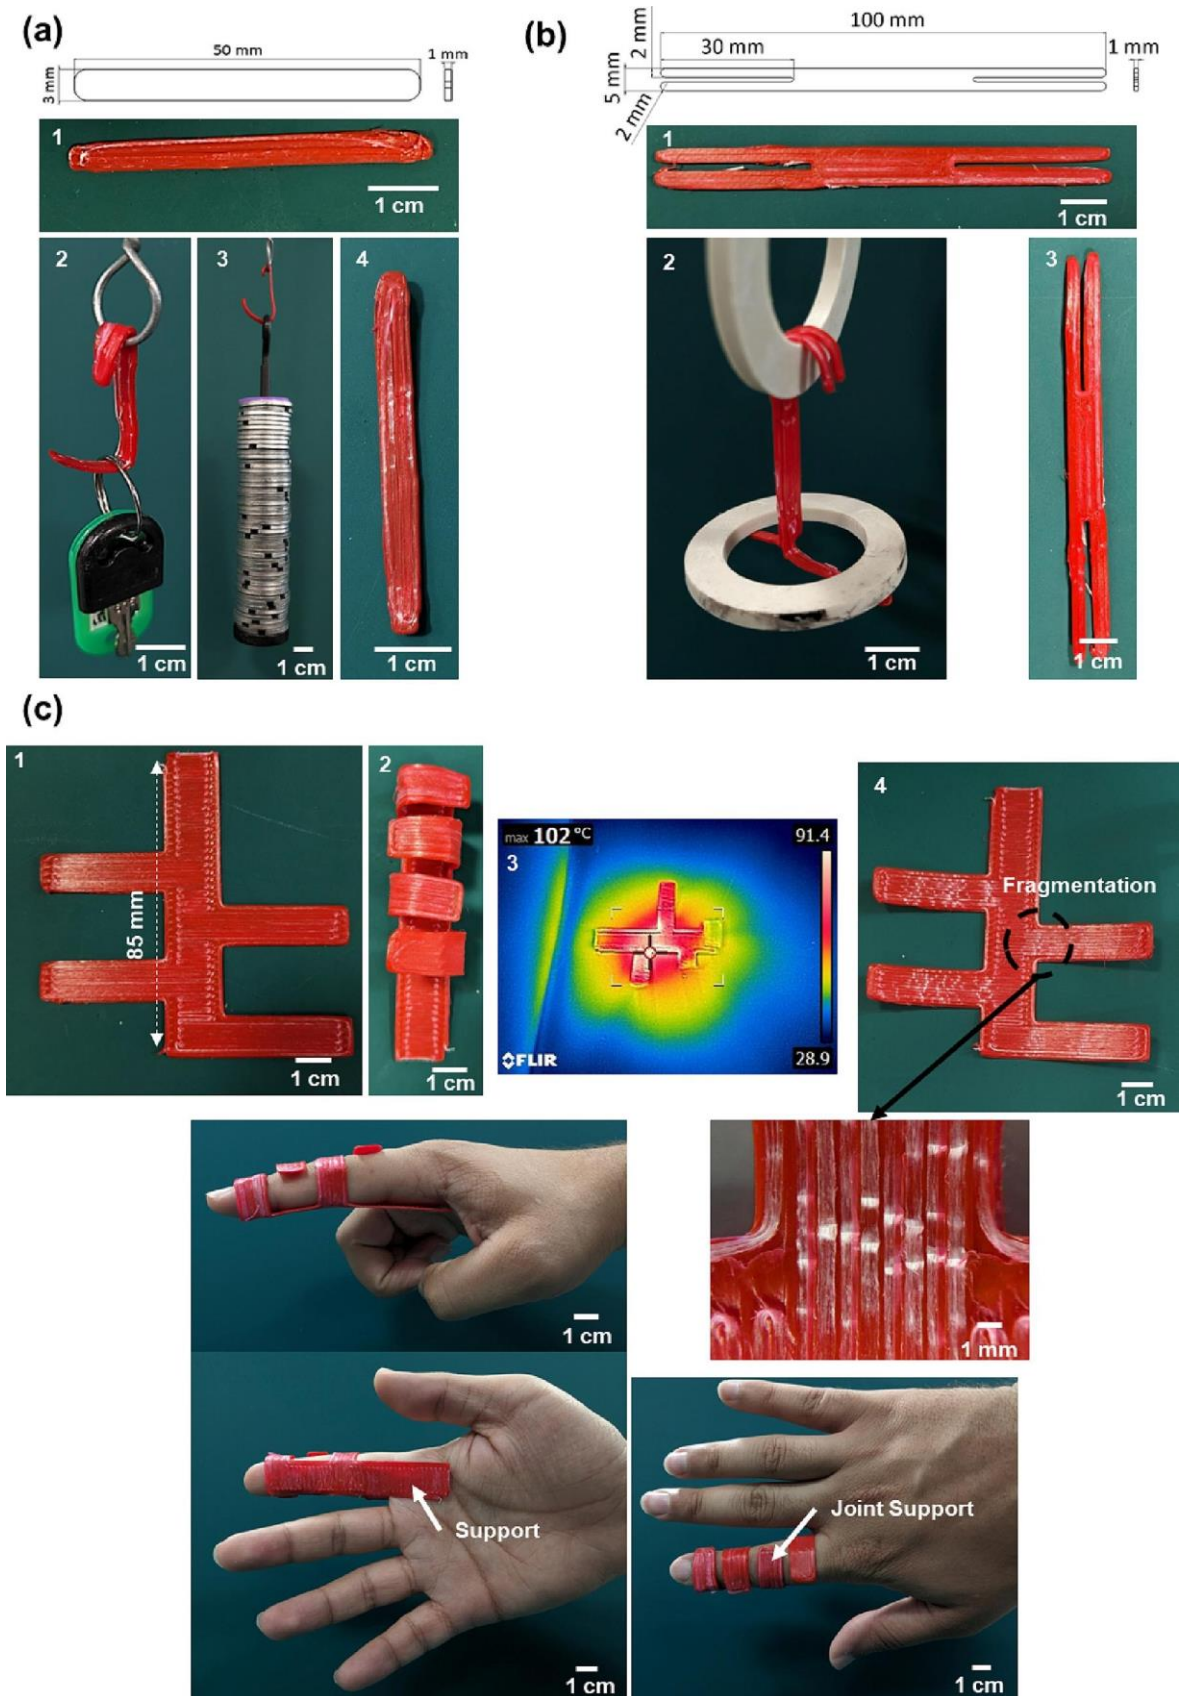 (a)
50 mm
1 mm
3 mm
1
1 cm
2
1 cm
3
1 cm
4
1 cm
(b)
100 mm
2 mm
30 mm
1 mm
5 mm
2 mm
1
1 cm
2
1 cm
3
1 cm
(c)
1
85 mm
1 cm
2
1 cm
max 102 °C
91.4
3
28.9
FLIR
4
Fragmentation
1 cm
1 cm
1 mm
Support
1 cm
Joint Support
1 cm